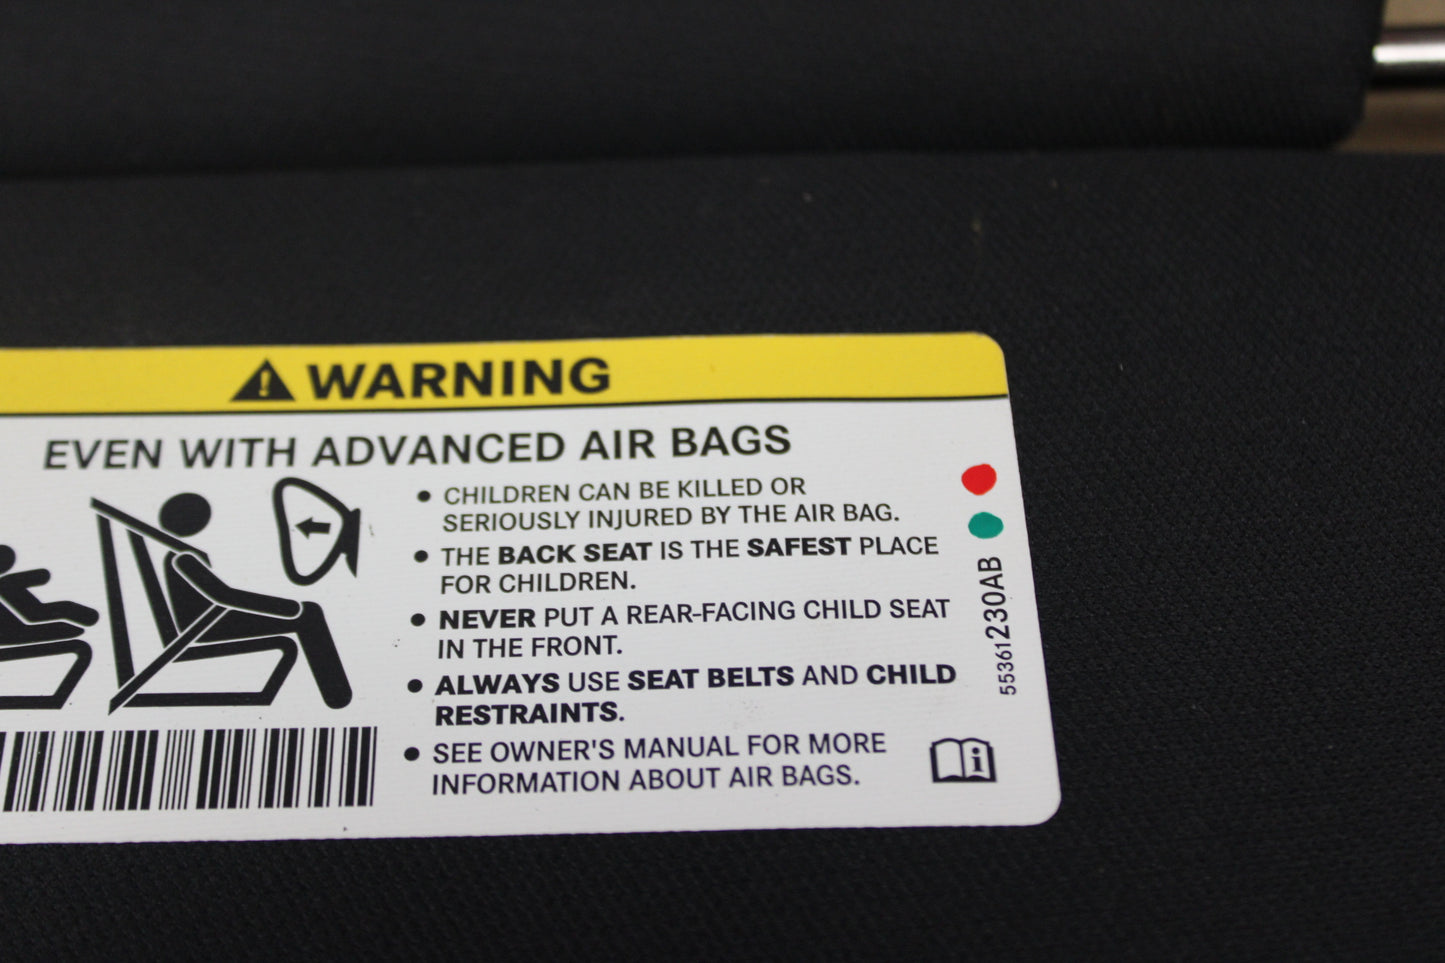 WARNING
EVEN WITH ADVANCED AIR BAGS
• CHILDREN CAN BE KILLED OR
SERIOUSLY INJURED BY THE AIR BAG.
• THE BACK SEAT IS THE SAFEST PLACE
FOR CHILDREN.
• NEVER PUT A REAR-FACING CHILD SEAT
IN THE FRONT.
• ALWAYS USE SEAT BELTS AND CHILD
RESTRAINTS.
• SEE OWNER'S MANUAL FOR MORE
INFORMATION ABOUT AIR BAGS.
55361230AB